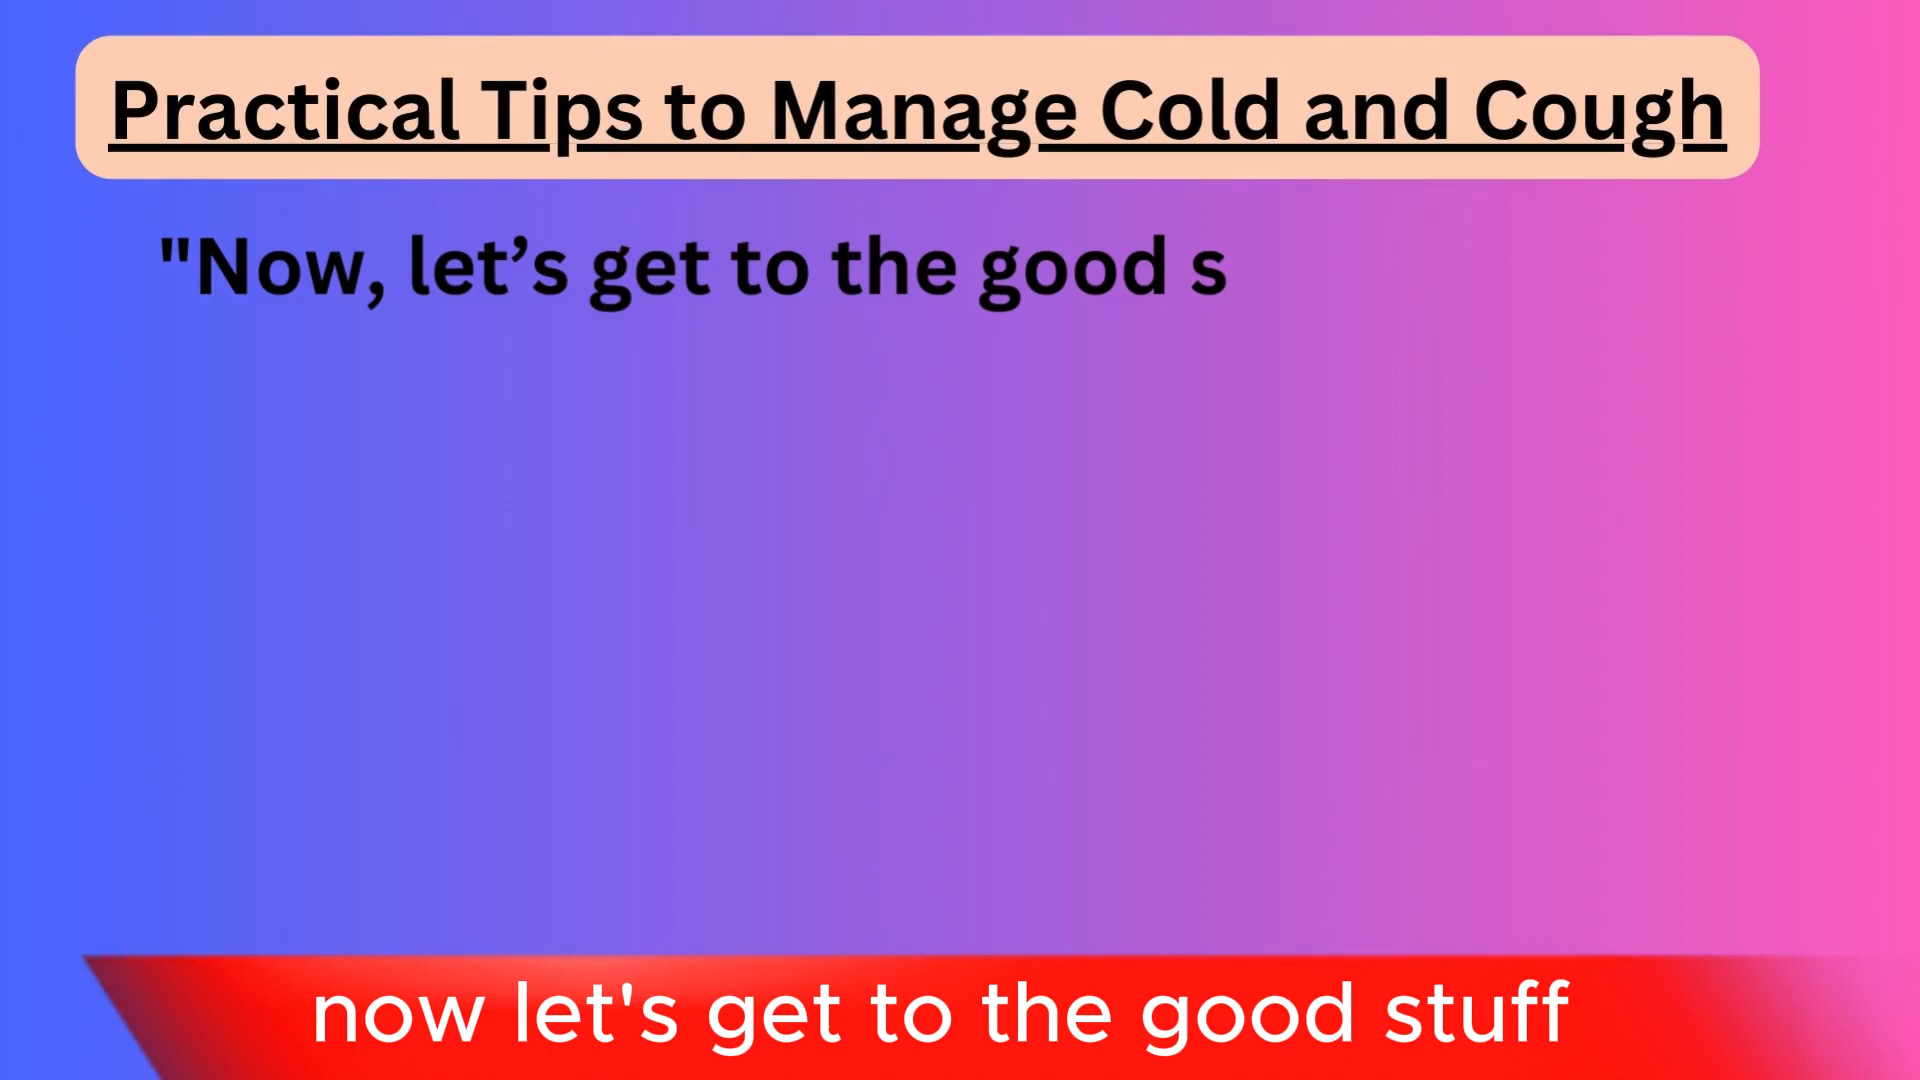 Practical Tips to Manage Cold and Cough
"Now, let’s get to the good s
now let's get to the good stuff